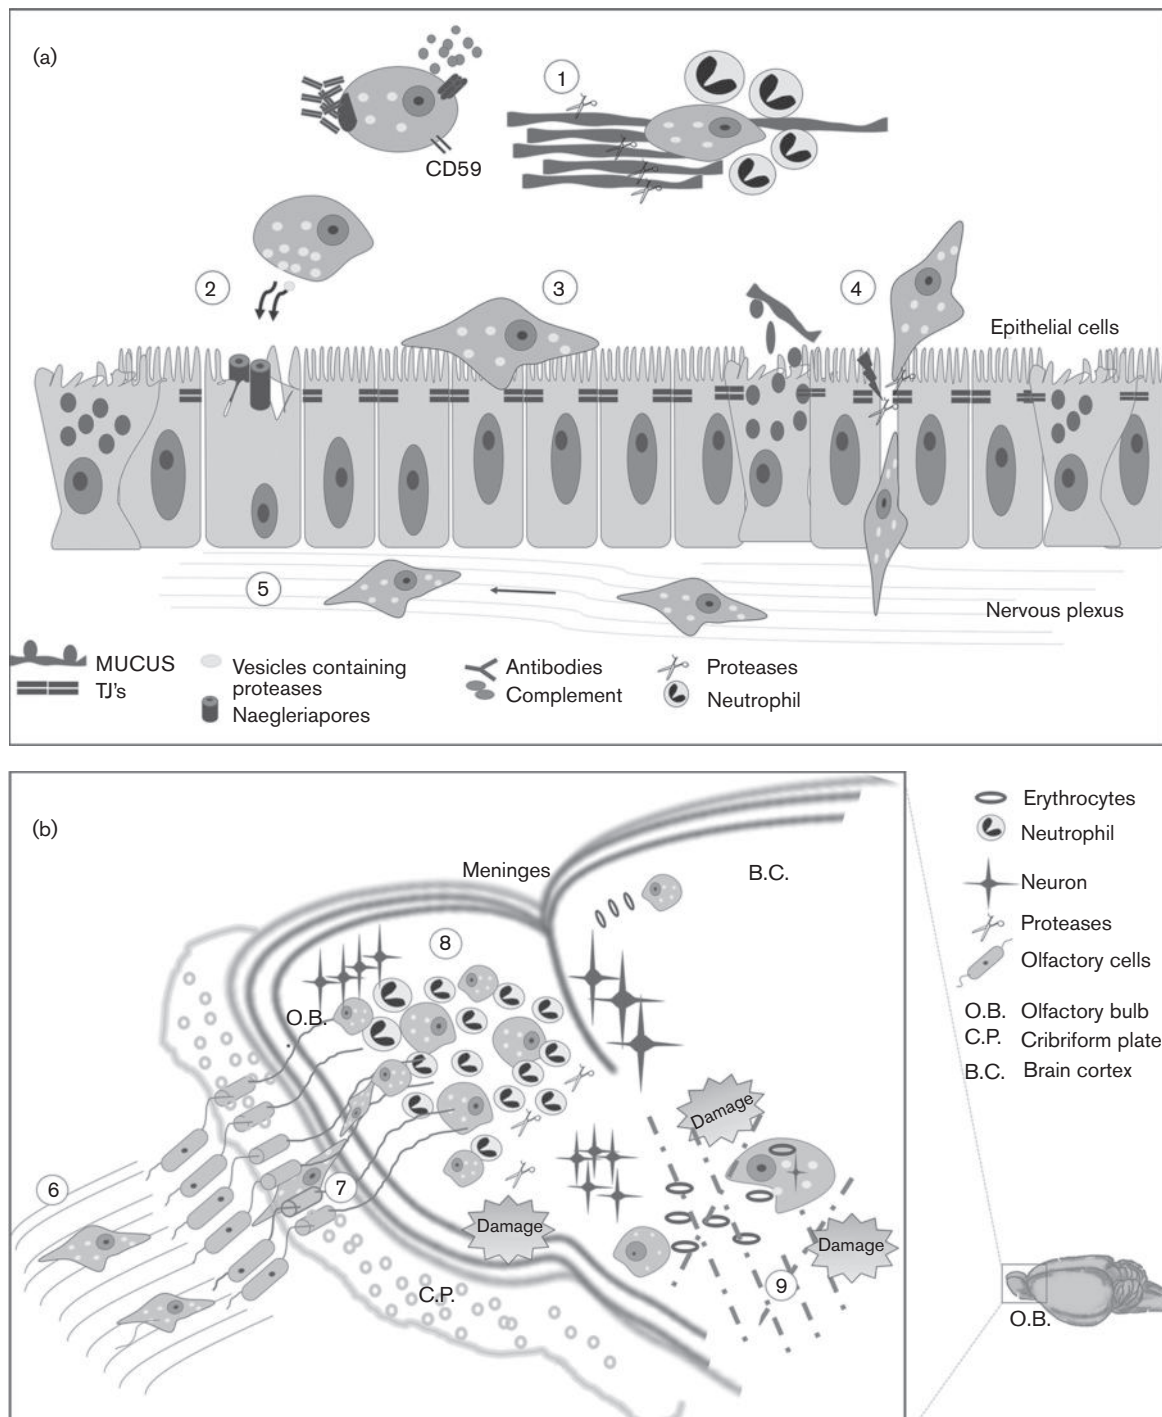 (a)
1
CD59
2
3
4
Epithelial cells
5
Nervous plexus
MUCUS
TJ's
Vesicles containing
proteases
Naegleriapores
Antibodies
Complement
Proteases
Neutrophil
(b)
Meninges
B.C.
8
O.B.
6
7
Damage
Damage
Damage
9
C.P.
Erythrocytes
Neutrophil
Neuron
Proteases
Olfactory cells
O.B. Olfactory bulb
C.P. Cribriform plate
B.C. Brain cortex
O.B.